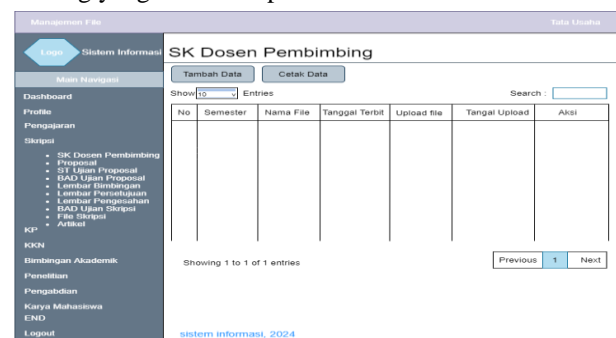 Manajemen File Tata Usaha
Logo Sistem Informasi
Main Navigasi
Dashboard
Profile
Pengajaran
Skripsi
SK Dosen Pembimbing
Proposal
ST Ujian Proposal
BAD Ujian Proposal
Lembar Bimbingan
Lembar Persetujuan
Lembar Pengesahan
BAD Ujian Skripsi
File Skripsi
Artikel
KP
KKN
Bimbingan Akademik
Penelitian
Pengabdian
Karya Mahasiswa
END
Logout
SK Dosen Pembimbing
Tambah Data Cetak Data
Show 10 Entries Search :
No Semester Nama File Tanggal Terbit Upload file Tangal Upload Aksi
Showing 1 to 1 of 1 entries
Previous 1 Next
sistem informasi, 2024